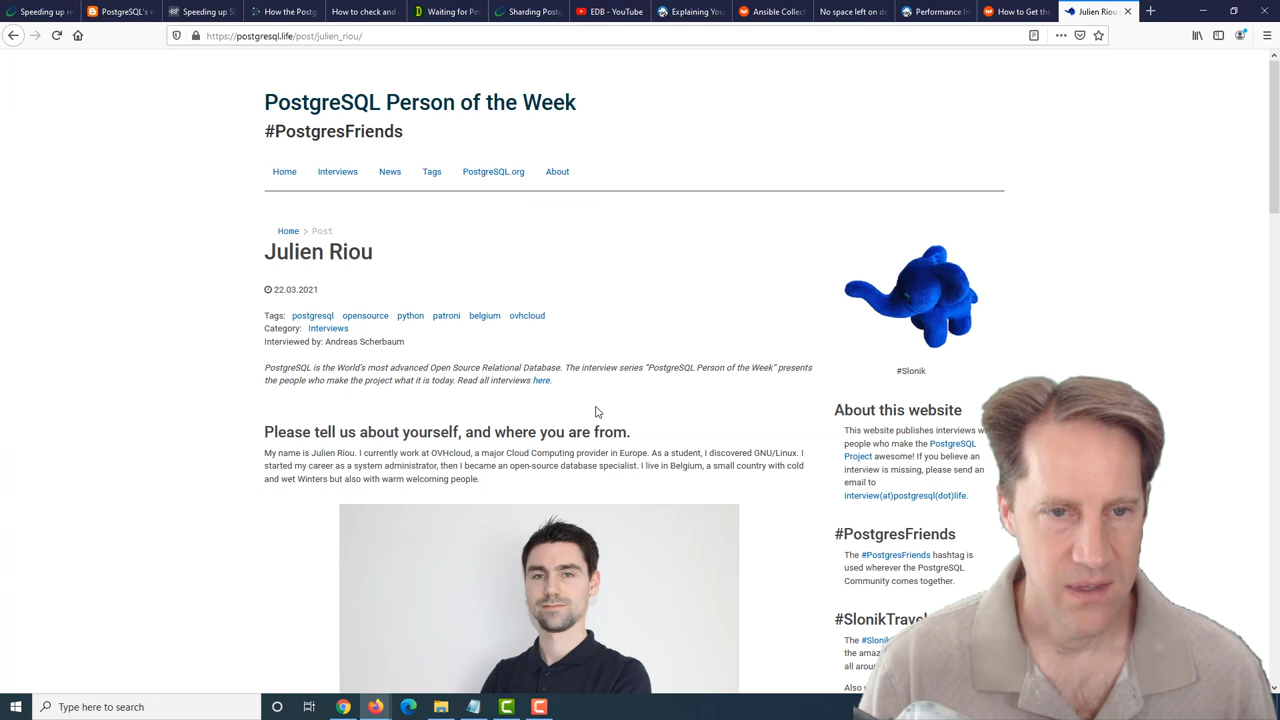 Speeding up re
PostgreSQL's
Speeding up S
How the Postg
How to check and
Waiting for Po
Sharding Postg
EDB - YouTube
Explaining You
Ansible Collect
No space left on de
Performance In
How to Get the
Julien Riou
https://postgresql.life/post/julien_riou/
PostgreSQL Person of the Week
#PostgresFriends
Home Interviews News Tags PostgreSQL.org About
Home > Post
Julien Riou
22.03.2021
Tags: postgresql opensource python patroni belgium ovhcloud
Category: Interviews
Interviewed by: Andreas Scherbaum
PostgreSQL is the World's most advanced Open Source Relational Database. The interview series "PostgreSQL Person of the Week" presents
the people who make the project what it is today. Read all interviews here.
Please tell us about yourself, and where you are from.
My name is Julien Riou. I currently work at OVHcloud, a major Cloud Computing provider in Europe. As a student, I discovered GNU/Linux. I
started my career as a system administrator, then I became an open-source database specialist. I live in Belgium, a small country with cold
and wet Winters but also with warm welcoming people.
#Slonik
About this website
This website publishes interviews w
people who make the PostgreSQL
Project awesome! If you believe an
interview is missing, please send an
email to
interview(at)postgresql(dot)life.
#PostgresFriends
The #PostgresFriends hashtag is
used wherever the PostgreSQL
Community comes together.
#SlonikTrave
The #Slonik
the amaz
all arou
Also
Type here to search